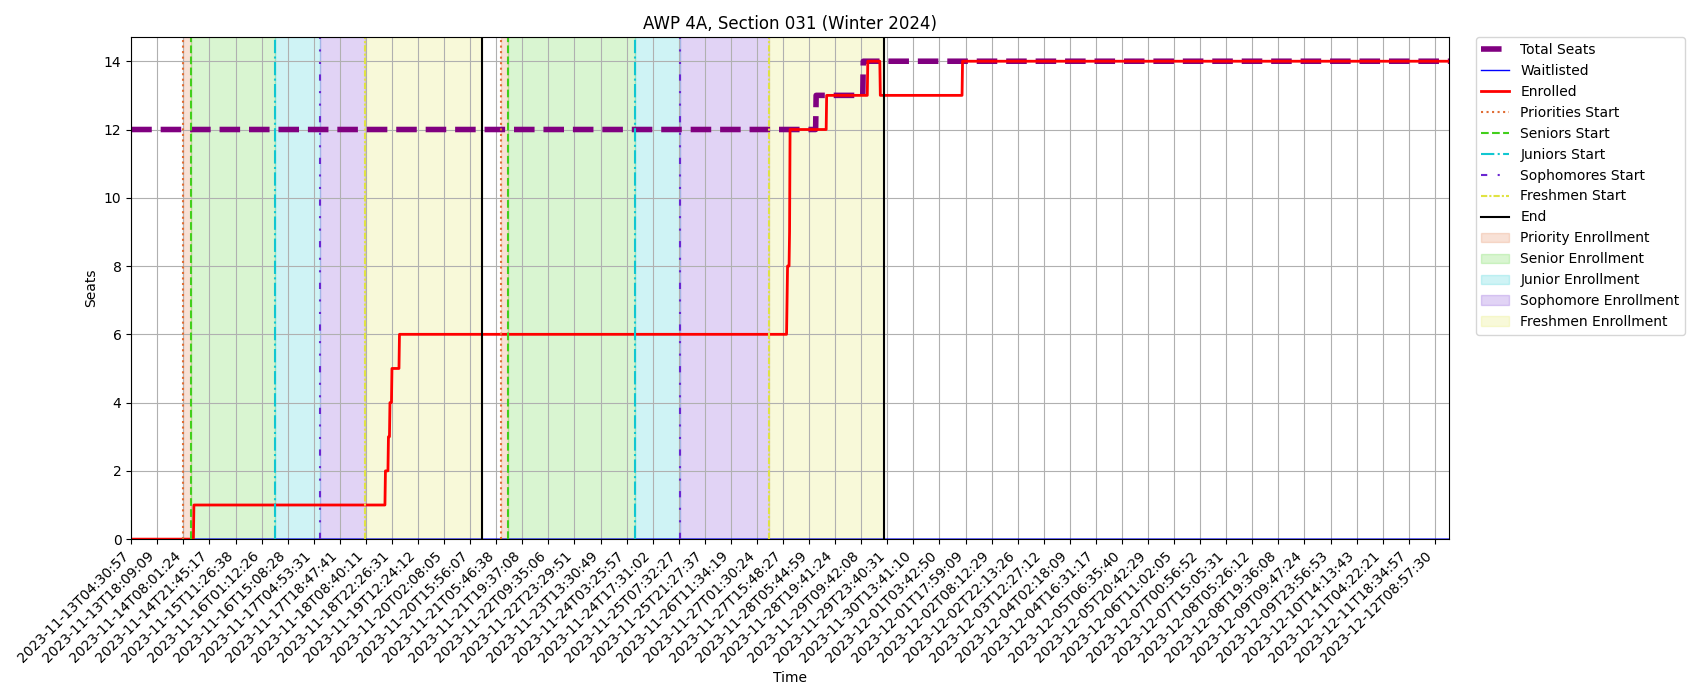 AWP 4A, Section 031 (Winter 2024)
Seats
14
12
10
8
6
4
2
0
2023-11-13T04:30:57
2023-11-13T18:09:09
2023-11-14T08:01:24
2023-11-14T21:45:17
2023-11-15T11:26:38
2023-11-16T01:12:26
2023-11-16T15:08:28
2023-11-17T04:53:31
2023-11-17T18:47:41
2023-11-18T08:40:11
2023-11-18T22:26:31
2023-11-19T12:24:12
2023-11-20T02:08:05
2023-11-20T15:56:07
2023-11-21T05:46:38
2023-11-21T19:37:08
2023-11-22T09:35:06
2023-11-22T23:29:51
2023-11-23T13:30:49
2023-11-24T03:25:57
2023-11-24T17:31:02
2023-11-25T07:32:27
2023-11-25T21:27:37
2023-11-26T11:34:19
2023-11-27T01:30:24
2023-11-27T15:48:27
2023-11-28T05:44:59
2023-11-28T19:41:24
2023-11-29T09:42:08
2023-11-29T23:40:31
2023-11-30T13:41:10
2023-12-01T03:42:50
2023-12-01T17:59:09
2023-12-02T08:12:29
2023-12-02T22:13:26
2023-12-03T12:27:12
2023-12-04T02:18:09
2023-12-04T16:31:17
2023-12-05T06:35:40
2023-12-05T20:42:29
2023-12-06T11:02:05
2023-12-07T00:56:52
2023-12-07T15:05:31
2023-12-08T05:26:12
2023-12-08T19:36:08
2023-12-09T09:47:24
2023-12-09T23:56:53
2023-12-10T14:13:43
2023-12-11T04:22:21
2023-12-11T18:34:57
2023-12-12T08:57:30
Time
Total Seats
Waitlisted
Enrolled
Priorities Start
Seniors Start
Juniors Start
Sophomores Start
Freshmen Start
End
Priority Enrollment
Senior Enrollment
Junior Enrollment
Sophomore Enrollment
Freshmen Enrollment